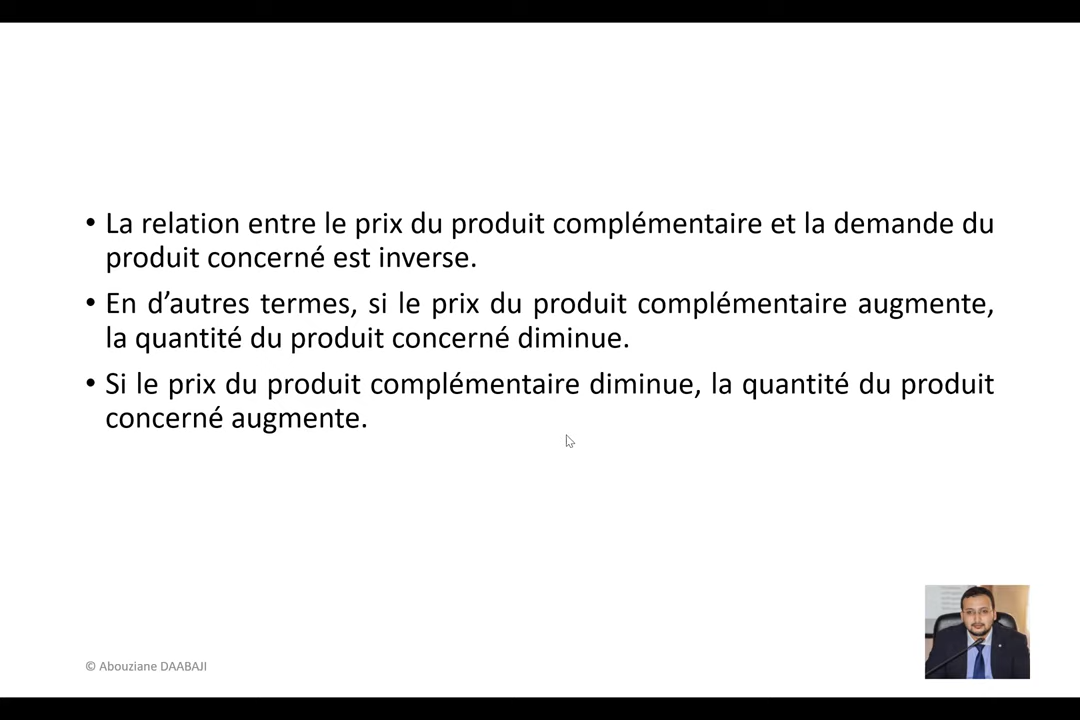 • La relation entre le prix du produit complémentaire et la demande du
produit concerné est inverse.
• En d’autres termes, si le prix du produit complémentaire augmente,
la quantité du produit concerné diminue.
• Si le prix du produit complémentaire diminue, la quantité du produit
concerné augmente.
© Abouziane DAABAJI